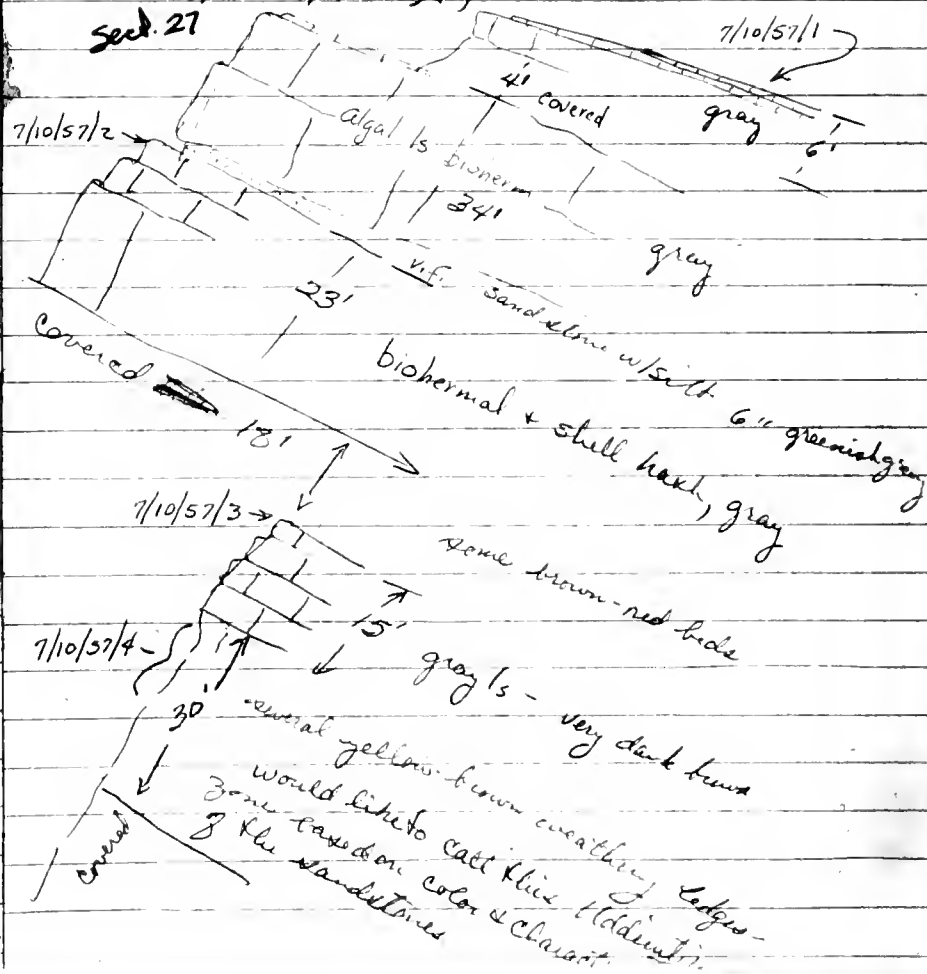 Sect. 27
7/10/57/1
4' covered
gray
6'
7/10/57/2
Algal ls bioherm
34'
gray
v.f. sandstone w/silt 6" greenish gray
23'
biohermal & shell hash, gray
covered
18'
7/10/57/3
some brown-red beds
15'
gray ls - very dark brown
7/10/57/4
30'
several yellow-brown weathering ledges-
would like to call this
zone based on color & charact.
of the sandstones
covered